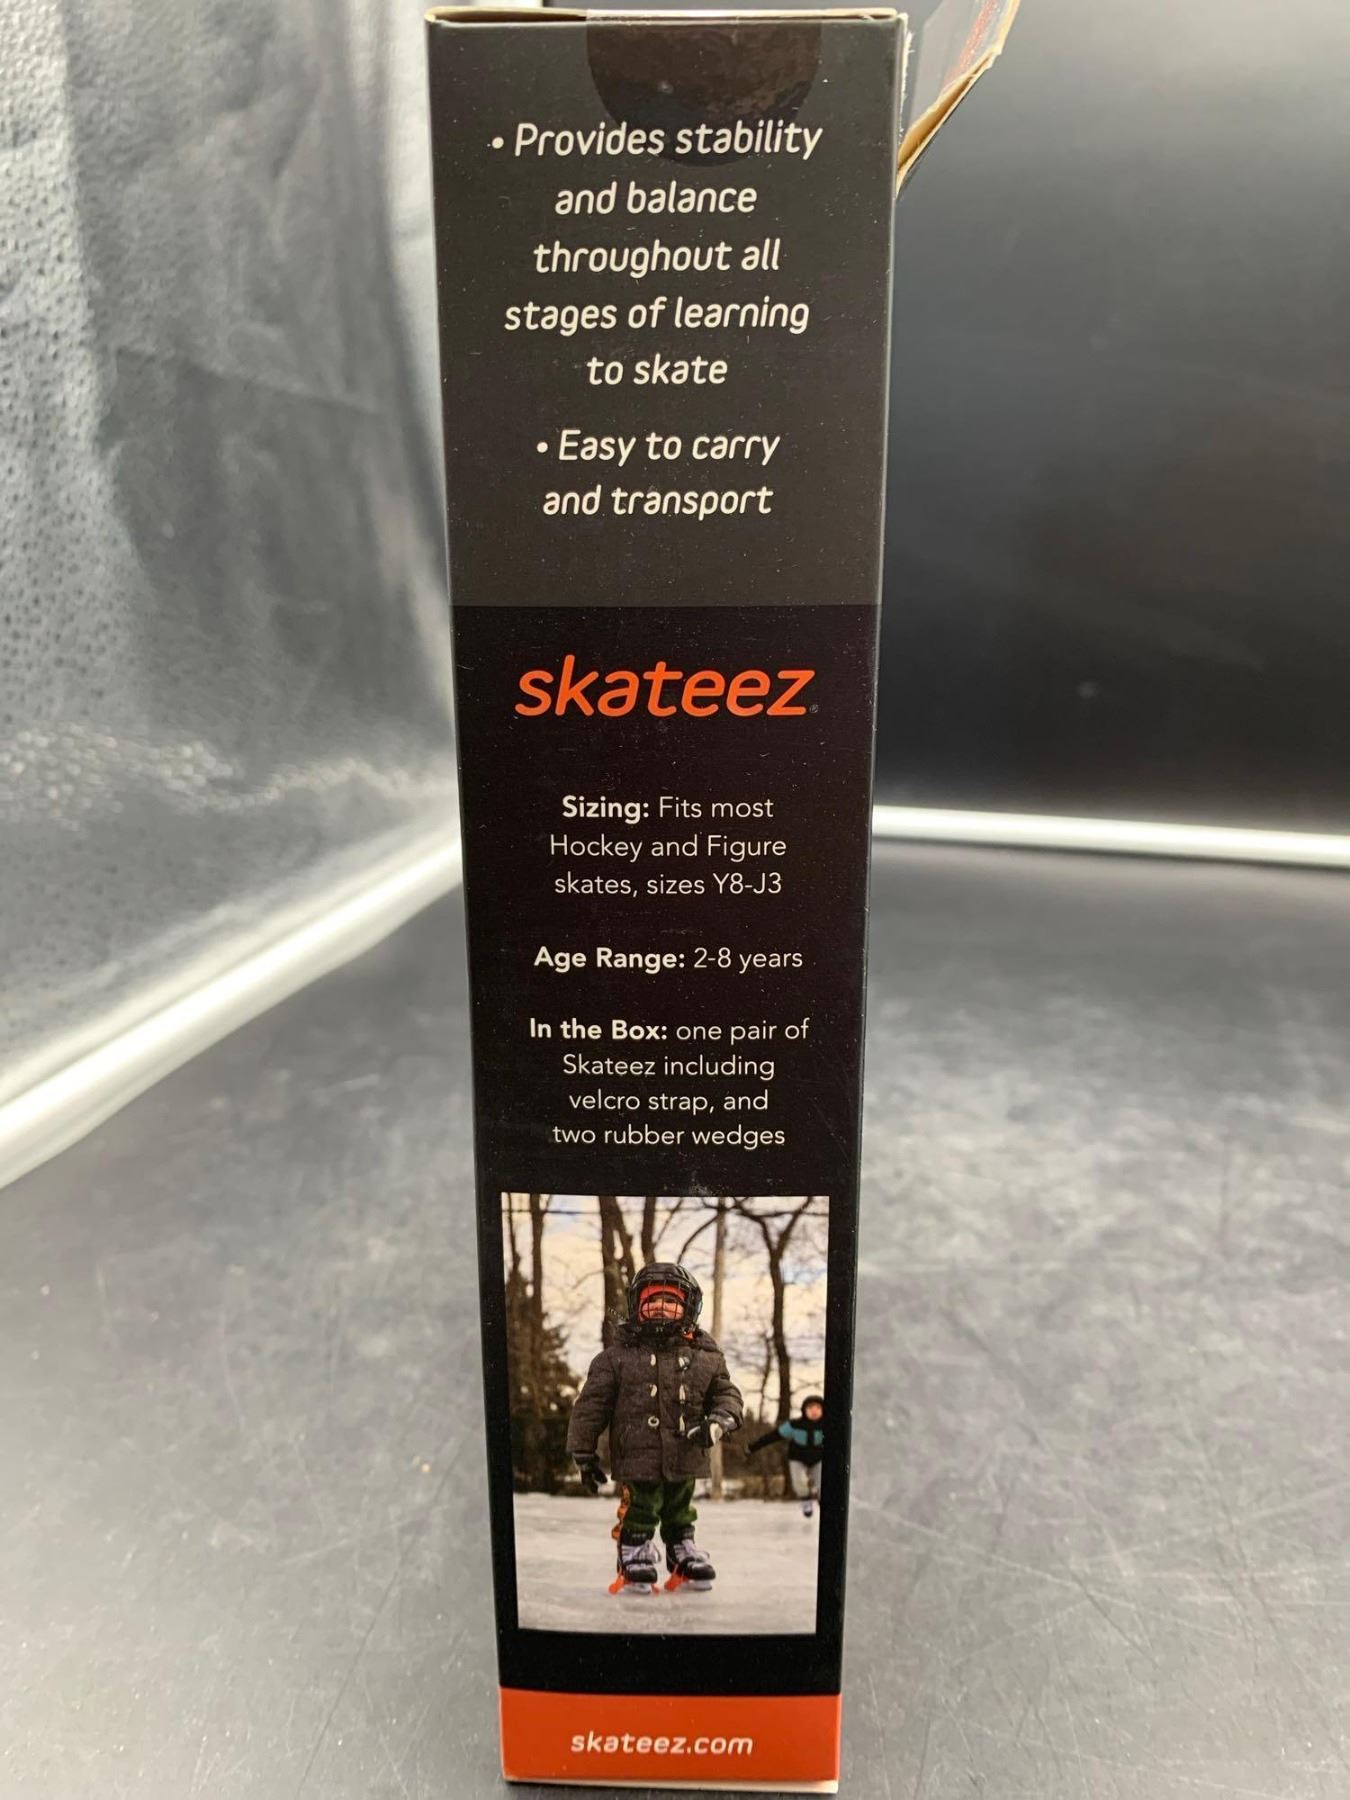 • Provides stability
and balance
throughout all
stages of learning
to skate
• Easy to carry
and transport
skateez®
Sizing: Fits most
Hockey and Figure
skates, sizes Y8-J3
Age Range: 2-8 years
In the Box: one pair of
Skateez including
velcro strap, and
two rubber wedges
skateez.com